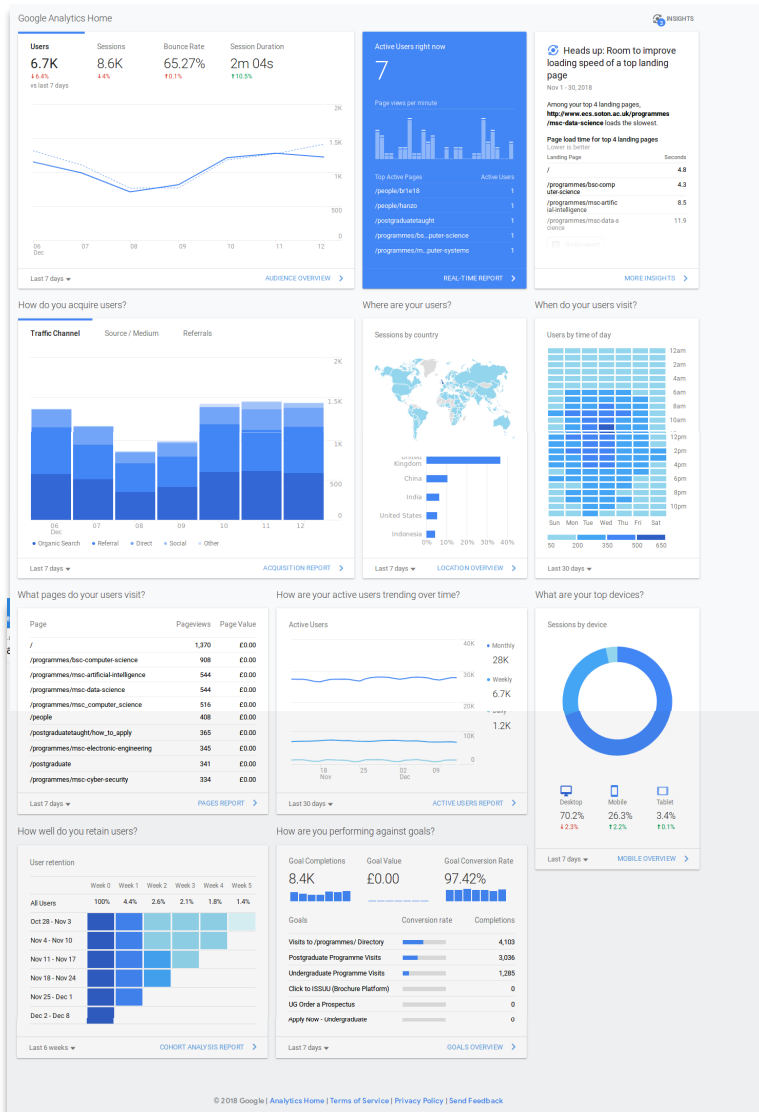 Google Analytics Home
INSIGHTS
3
Users
Sessions
Bounce Rate
Session Duration
6.7K
8.6K
65.27%
2m 04s
↓6.4%
↓4%
↑0.1%
↑10.5%
vs last 7 days
2K
1.5K
1K
500
0
06
Dec
07
08
09
10
11
12
Last 7 days
AUDIENCE OVERVIEW
Active Users right now
7
Page views per minute
Top Active Pages
Active Users
/people/br1e18
1
/people/hanzo
1
/postgraduatetaught
1
/programmes/bs...puter-science
1
/programmes/m...puter-systems
1
REAL-TIME REPORT
Heads up: Room to improve
loading speed of a top landing
page
Nov 1 - 30, 2018
Among your top 4 landing pages,
http://www.ecs.soton.ac.uk/programmes
/msc-data-science loads the slowest.
Page load time for top 4 landing pages
Lower is better
Landing Page
Seconds
/
4.8
/programmes/bsc-comp
uter-science
4.3
/programmes/msc-artific
ial-intelligence
8.5
/programmes/msc-data-s
cience
11.9
MORE INSIGHTS
How do you acquire users?
Traffic Channel
Source / Medium
Referrals
2K
1.5K
1K
500
0
06
Dec
07
08
09
10
11
12
Organic Search
Referral
Direct
Social
Other
Last 7 days
ACQUISITION REPORT
Where are your users?
Sessions by country
United
Kingdom
China
India
United States
Indonesia
0%
10%
20%
30%
40%
Last 7 days
LOCATION OVERVIEW
When do your users visit?
Users by time of day
12am
2am
4am
6am
8am
10am
12pm
2pm
4pm
6pm
8pm
10pm
Sun
Mon
Tue
Wed
Thu
Fri
Sat
50
200
350
500
650
Last 30 days
What pages do your users visit?
Page
Pageviews
Page Value
/
1,370
£0.00
/programmes/bsc-computer-science
908
£0.00
/programmes/msc-artificial-intelligence
544
£0.00
/programmes/msc-data-science
544
£0.00
/programmes/msc_computer_science
516
£0.00
/people
408
£0.00
/postgraduatetaught/how_to_apply
365
£0.00
/programmes/msc-electronic-engineering
345
£0.00
/postgraduate
341
£0.00
/programmes/msc-cyber-security
334
£0.00
Last 7 days
PAGES REPORT
How are your active users trending over time?
Active Users
40K
30K
20K
10K
0
Monthly
28K
Weekly
6.7K
Daily
1.2K
18
Nov
25
02
Dec
09
Last 30 days
ACTIVE USERS REPORT
What are your top devices?
Sessions by device
Desktop
Mobile
Tablet
70.2%
26.3%
3.4%
↓2.3%
↑2.2%
↑0.1%
Last 7 days
MOBILE OVERVIEW
How well do you retain users?
User retention
Week 0
Week 1
Week 2
Week 3
Week 4
Week 5
All Users
100%
4.4%
2.6%
2.1%
1.8%
1.4%
Oct 28 - Nov 3
Nov 4 - Nov 10
Nov 11 - Nov 17
Nov 18 - Nov 24
Nov 25 - Dec 1
Dec 2 - Dec 8
Last 6 weeks
COHORT ANALYSIS REPORT
How are you performing against goals?
Goal Completions
Goal Value
Goal Conversion Rate
8.4K
£0.00
97.42%
Goals
Conversion rate
Completions
Visits to /programmes/ Directory
4,103
Postgraduate Programme Visits
3,036
Undergraduate Programme Visits
1,285
Click to ISSUU (Brochure Platform)
0
UG Order a Prospectus
0
Apply Now - Undergraduate
0
Last 7 days
GOALS OVERVIEW
© 2018 Google | Analytics Home | Terms of Service | Privacy Policy | Send Feedback